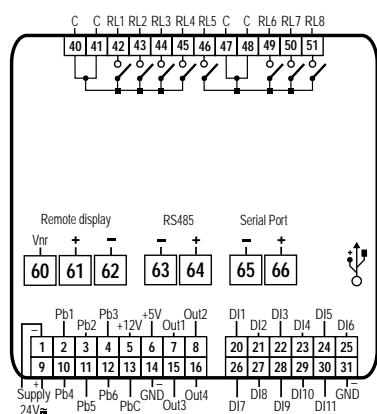 C C RL1 RL2 RL3 RL4 RL5 C C RL6 RL7 RL8
40 41 42 43 44 45 46 47 48 49 50 51
Remote display RS485 Serial Port
Vnr + − − + − +
60 61 62 63 64 65 66
Pb1 Pb3 +5V Out2 DI1 DI3 DI5
Pb2 +12V Out1 DI2 DI4 DI6
−
1 2 3 4 5 6 7 8 20 21 22 23 24 25
9 10 11 12 13 14 15 16 26 27 28 29 30 31
+ − −
Supply Pb4 Pb6 GND Out4 DI8 DI10 GND
24V≂ Pb5 PbC Out3 DI7 DI9 DI11